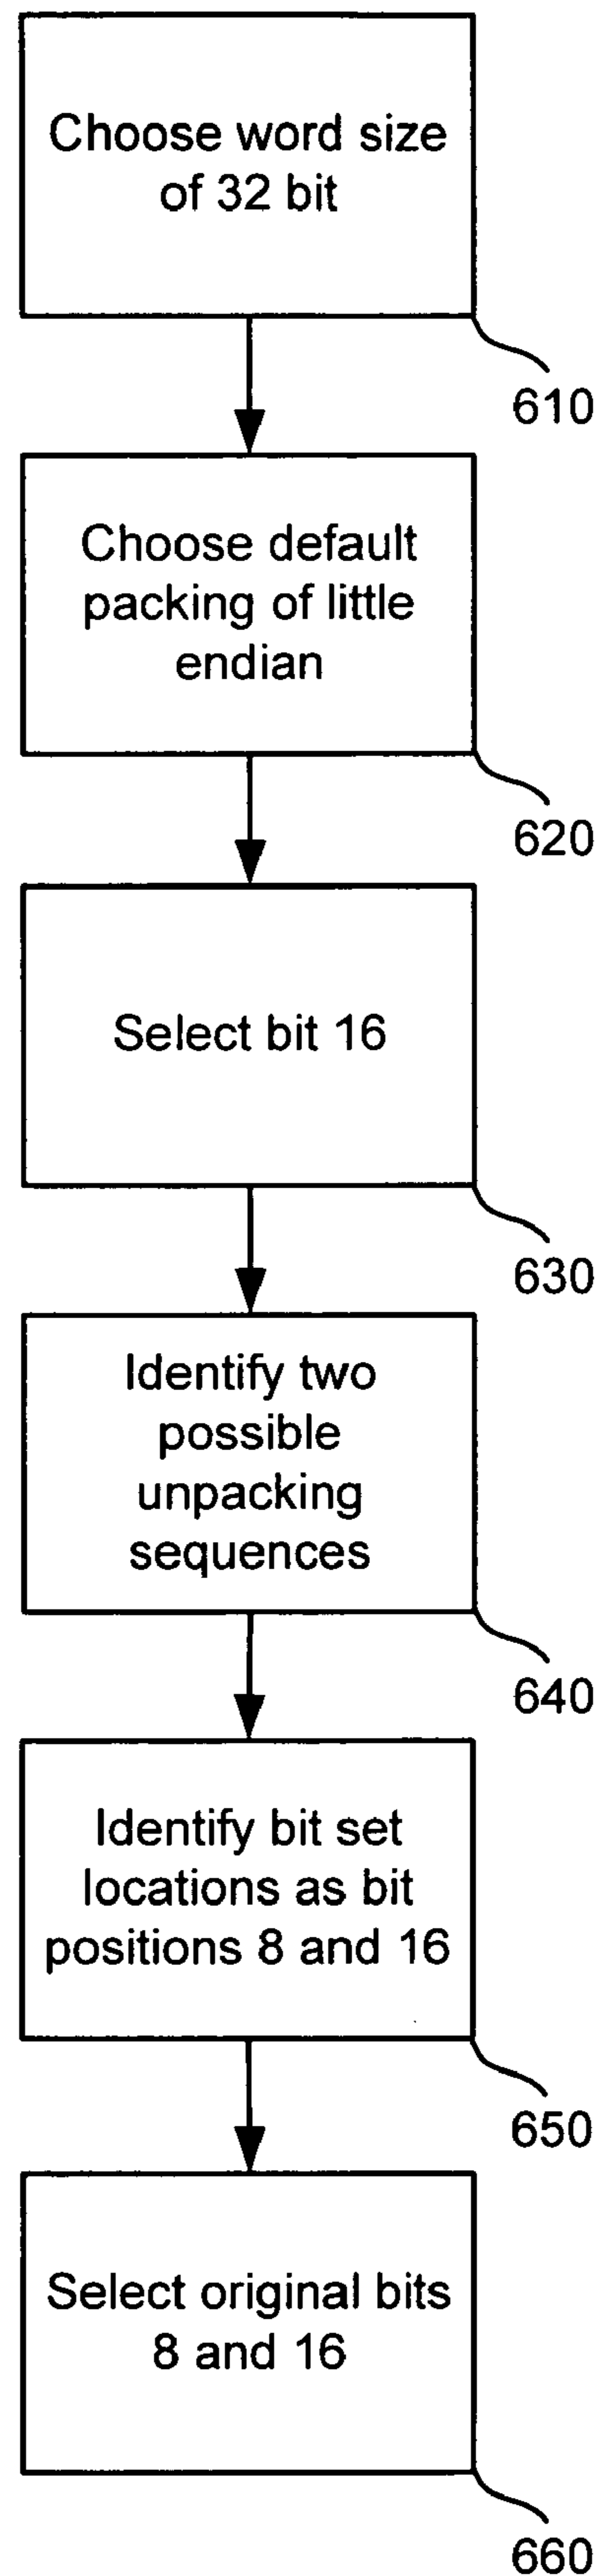 Choose word size
of 32 bit
610
Choose default
packing of little
endian
620
Select bit 16
630
Identify two
possible
unpacking
sequences
640
Identify bit set
locations as bit
positions 8 and 16
650
Select original bits
8 and 16
660